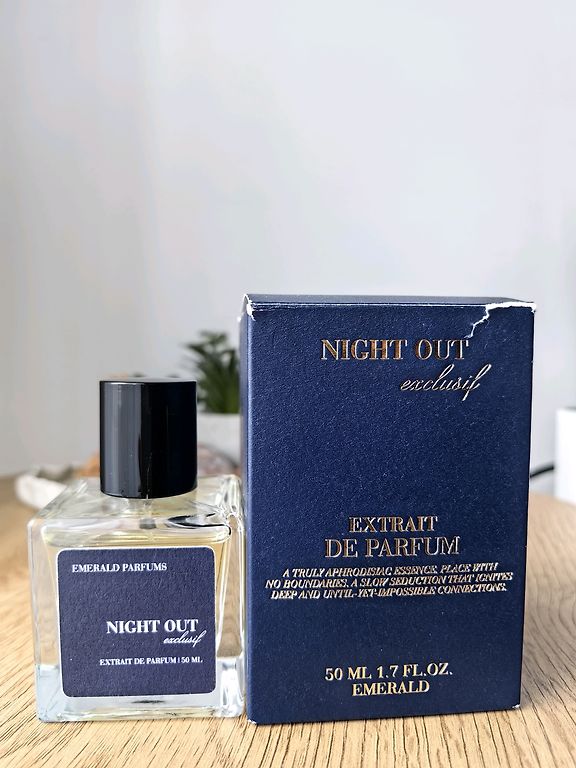 EMERALD PARFUMS
NIGHT OUT
exclusif
EXTRAIT DE PARFUM | 50 ML
NIGHT OUT
exclusif
EXTRAIT
DE PARFUM
A TRULY APHRODISIAC ESSENCE, PLACE WITH
NO BOUNDARIES. A SLOW SEDUCTION THAT IGNITES
DEEP AND UNTIL-YET-IMPOSSIBLE CONNECTIONS.
50 ML 1.7 FL.OZ.
EMERALD